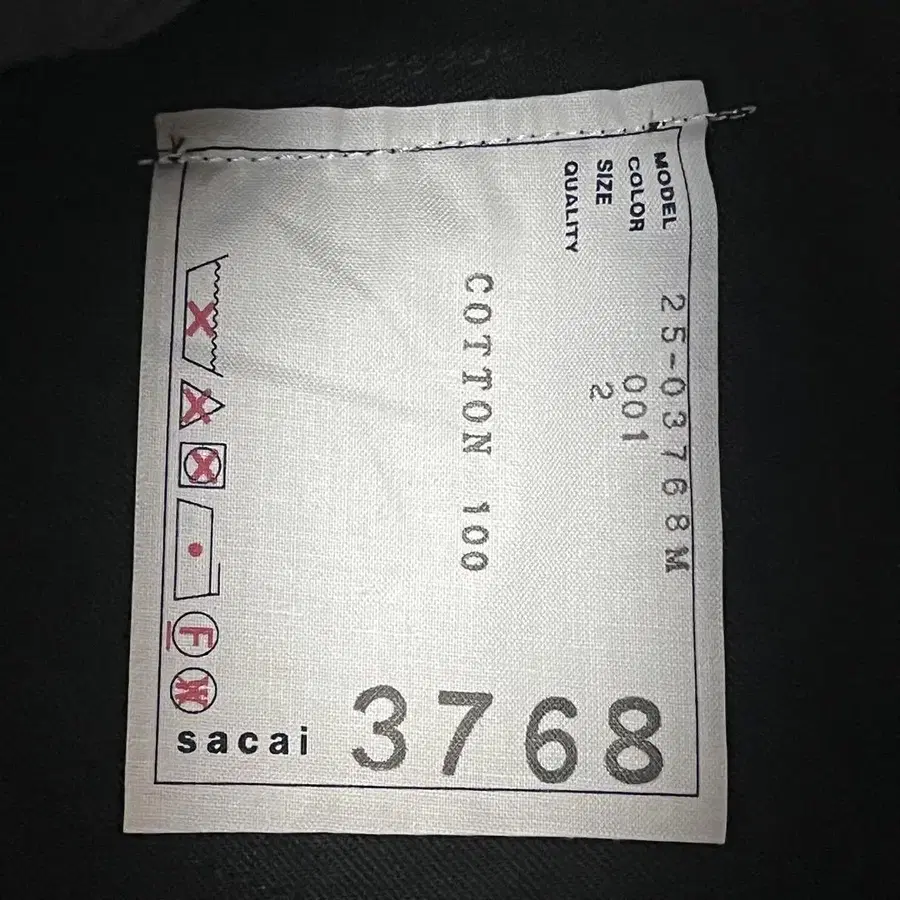 MODEL 25-03768M
COLOR 001
SIZE 2
QUALITY
COTTON 100
F
W
sacai 3768